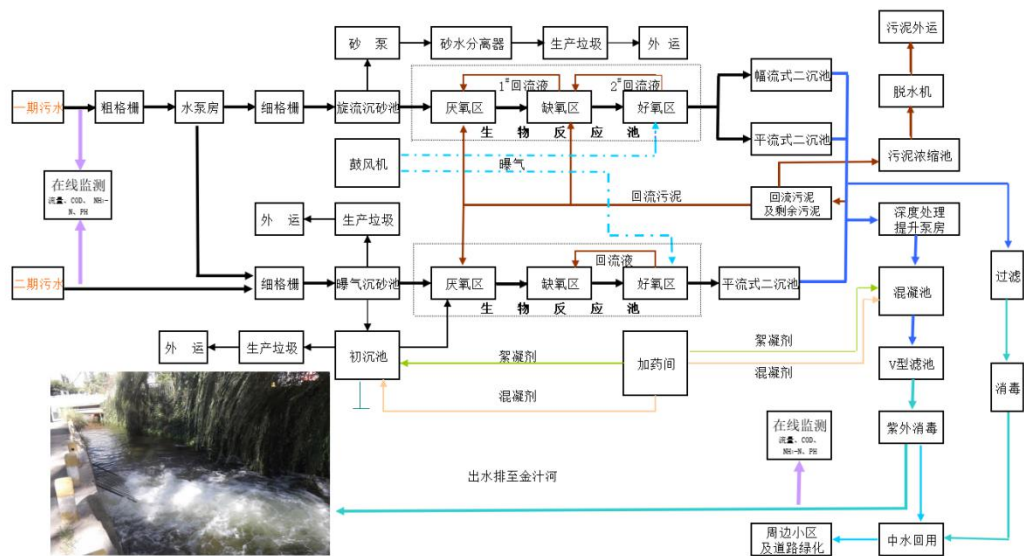 砂 泵
砂水分离器
生产垃圾
外 运
污泥外运
1#回流液
2#回流液
幅流式二沉池
一期污水
粗格栅
水泵房
细格栅
旋流沉砂池
厌氧区
缺氧区
好氧区
脱水机
生 物 反 应 池
平流式二沉池
鼓风机
曝气
污泥浓缩池
在线监测
流量、COD、NH3-
N、PH
回流污泥
回流污泥
及剩余污泥
外 运
生产垃圾
深度处理
提升泵房
回流液
二期污水
细格栅
曝气沉砂池
厌氧区
缺氧区
好氧区
平流式二沉池
混凝池
过滤
生 物 反 应 池
外 运
生产垃圾
初沉池
絮凝剂
加药间
絮凝剂
混凝剂
V型滤池
混凝剂
消毒
在线监测
流量、COD、
NH3-N、PH
紫外消毒
出水排至金汁河
周边小区
及道路绿化
中水回用